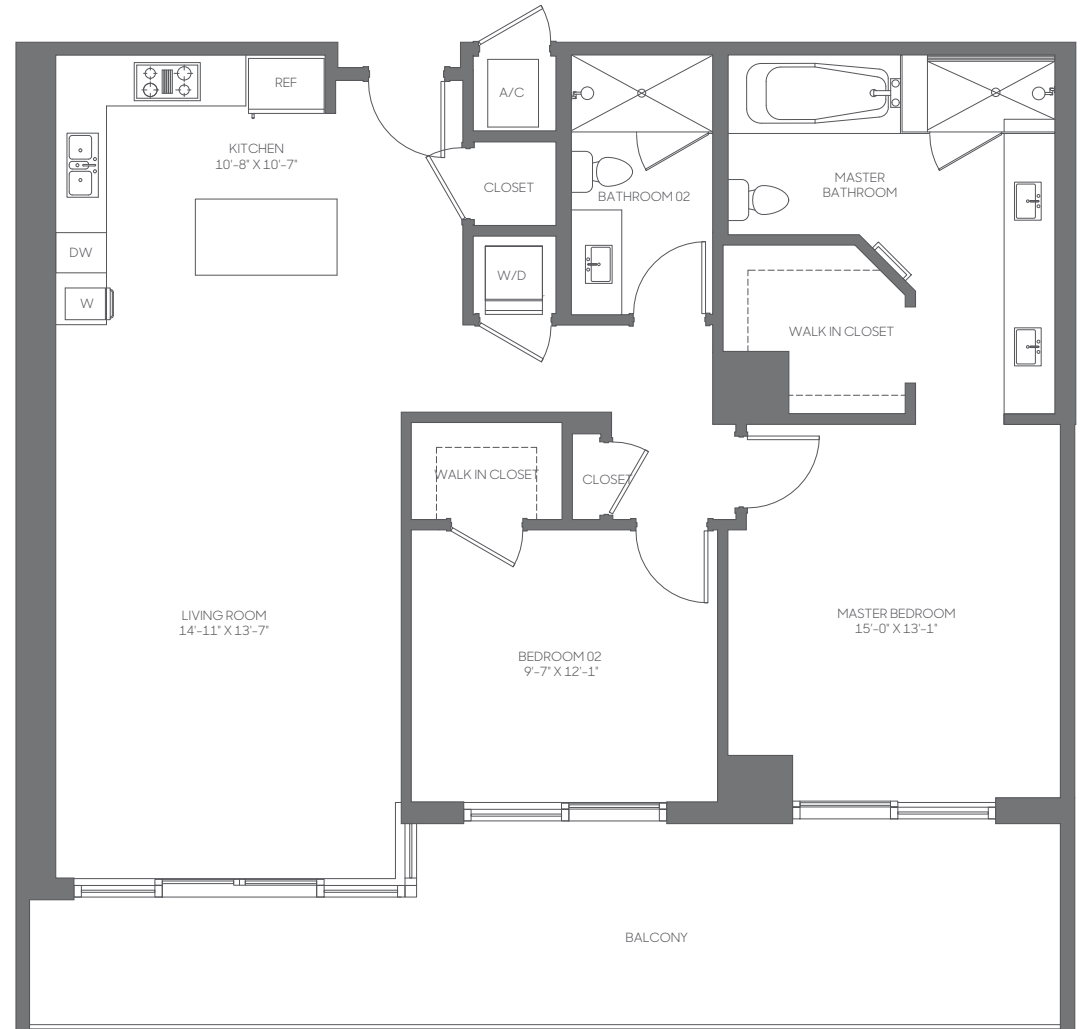 REF
A/C
KITCHEN
10'-8" X 10'-7"
CLOSET
BATHROOM 02
MASTER
BATHROOM
DW
W/D
W
WALK IN CLOSET
WALK IN CLOSET
CLOSET
LIVING ROOM
14'-11" X 13'-7"
MASTER BEDROOM
15'-0" X 13'-1"
BEDROOM 02
9'-7" X 12'-1"
BALCONY